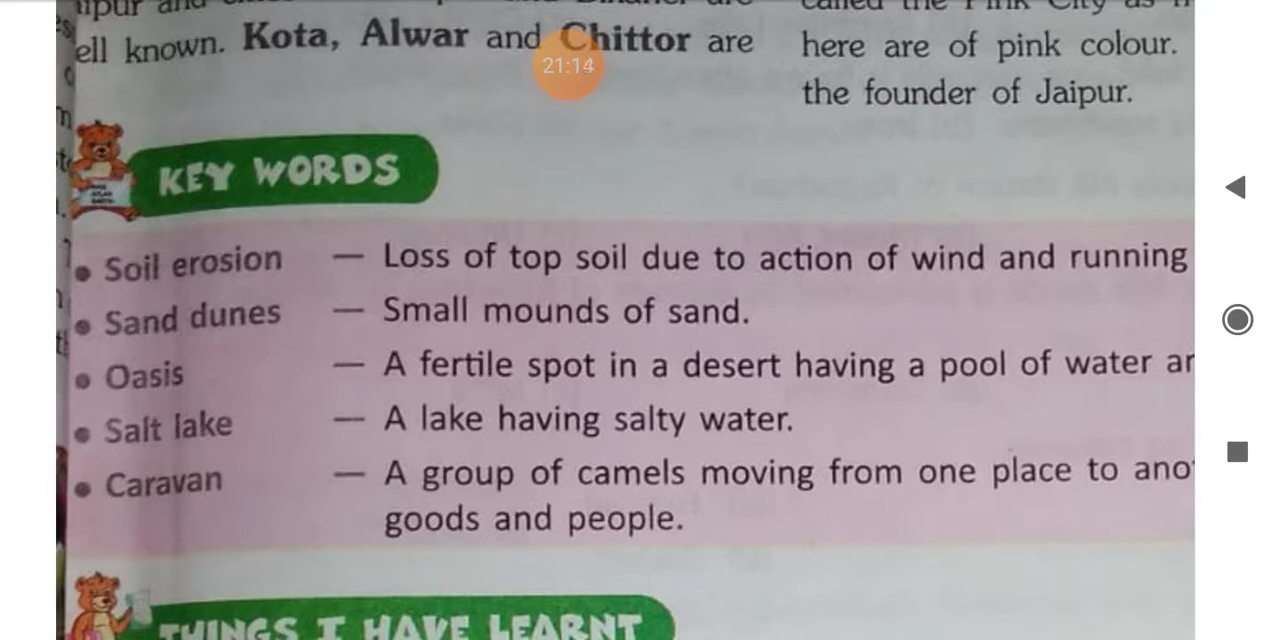 ell known. Kota, Alwar and Chittor are
here are of pink colour.
the founder of Jaipur.
21:14
KEY WORDS
• Soil erosion — Loss of top soil due to action of wind and running
• Sand dunes — Small mounds of sand.
• Oasis — A fertile spot in a desert having a pool of water ar
• Salt lake — A lake having salty water.
• Caravan — A group of camels moving from one place to ano
goods and people.
THINGS I HAVE LEARNT